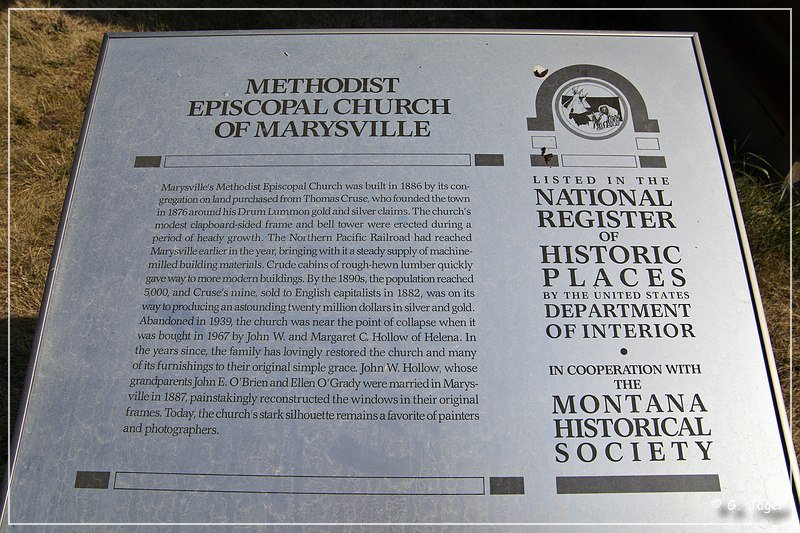 METHODIST
EPISCOPAL CHURCH
OF MARYSVILLE
Marysville's Methodist Episcopal Church was built in 1886 by its con-
gregation on land purchased from Thomas Cruse, who founded the town
in 1876 around his Drum Lummon gold and silver claims. The church's
modest clapboard-sided frame and bell tower were erected during a
period of heady growth. The Northern Pacific Railroad had reached
Marysville earlier in the year, bringing with it a steady supply of machine-
milled building materials. Crude cabins of rough-hewn lumber quickly
gave way to more modern buildings. By the 1890s, the population reached
5,000, and Cruse's mine, sold to English capitalists in 1882, was on its
way to producing an astounding twenty million dollars in silver and gold.
Abandoned in 1939, the church was near the point of collapse when it
was bought in 1967 by John W. and Margaret C. Hollow of Helena. In
the years since, the family has lovingly restored the church and many
of its furnishings to their original simple grace. John W. Hollow, whose
grandparents John E. O'Brien and Ellen O'Grady were married in Marys-
ville in 1887, painstakingly reconstructed the windows in their original
frames. Today, the church's stark silhouette remains a favorite of painters
and photographers.
LISTED IN THE
NATIONAL
REGISTER
OF
HISTORIC
PLACES
BY THE UNITED STATES
DEPARTMENT
OF INTERIOR
•
IN COOPERATION WITH
THE
MONTANA
HISTORICAL
SOCIETY
© G. Jager